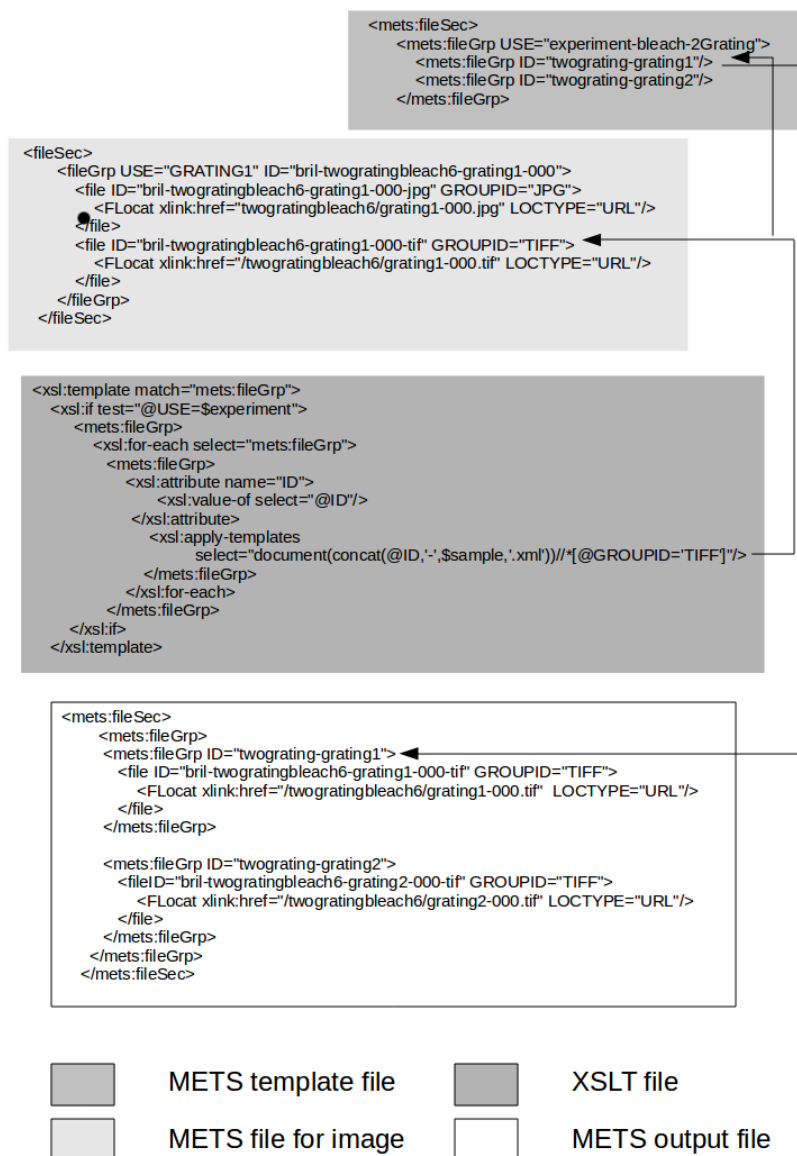 <mets:fileSec>
<mets:fileGrp USE="experiment-bleach-2Grating">
<mets:fileGrp ID="twograting-grating1"/>
<mets:fileGrp ID="twograting-grating2"/>
</mets:fileGrp>
<fileSec>
<fileGrp USE="GRATING1" ID="bril-twogratingbleach6-grating1-000">
<file ID="bril-twogratingbleach6-grating1-000-jpg" GROUPID="JPG">
<FLocat xlink:href="twogratingbleach6/grating1-000.jpg" LOCTYPE="URL"/>
</file>
<file ID="bril-twogratingbleach6-grating1-000-tif" GROUPID="TIFF">
<FLocat xlink:href="/twogratingbleach6/grating1-000.tif" LOCTYPE="URL"/>
</file>
</fileGrp>
</fileSec>
<xsl:template match="mets:fileGrp">
<xsl:if test="@USE=$experiment">
<mets:fileGrp>
<xsl:for-each select="mets:fileGrp">
<mets:fileGrp>
<xsl:attribute name="ID">
<xsl:value-of select="@ID"/>
</xsl:attribute>
<xsl:apply-templates
select="document(concat(@ID,'-',$sample,'.xml'))//*[@GROUPID='TIFF']"/>
</mets:fileGrp>
</xsl:for-each>
</mets:fileGrp>
</xsl:if>
</xsl:template>
<mets:fileSec>
<mets:fileGrp>
<mets:fileGrp ID="twograting-grating1">
<file ID="bril-twogratingbleach6-grating1-000-tif" GROUPID="TIFF">
<FLocat xlink:href="/twogratingbleach6/grating1-000.tif" LOCTYPE="URL"/>
</file>
</mets:fileGrp>
<mets:fileGrp ID="twograting-grating2">
<fileID="bril-twogratingbleach6-grating2-000-tif" GROUPID="TIFF">
<FLocat xlink:href="/twogratingbleach6/grating2-000.tif" LOCTYPE="URL"/>
</file>
</mets:fileGrp>
</mets:fileGrp>
</mets:fileSec>
METS template file
XSLT file
METS file for image
METS output file